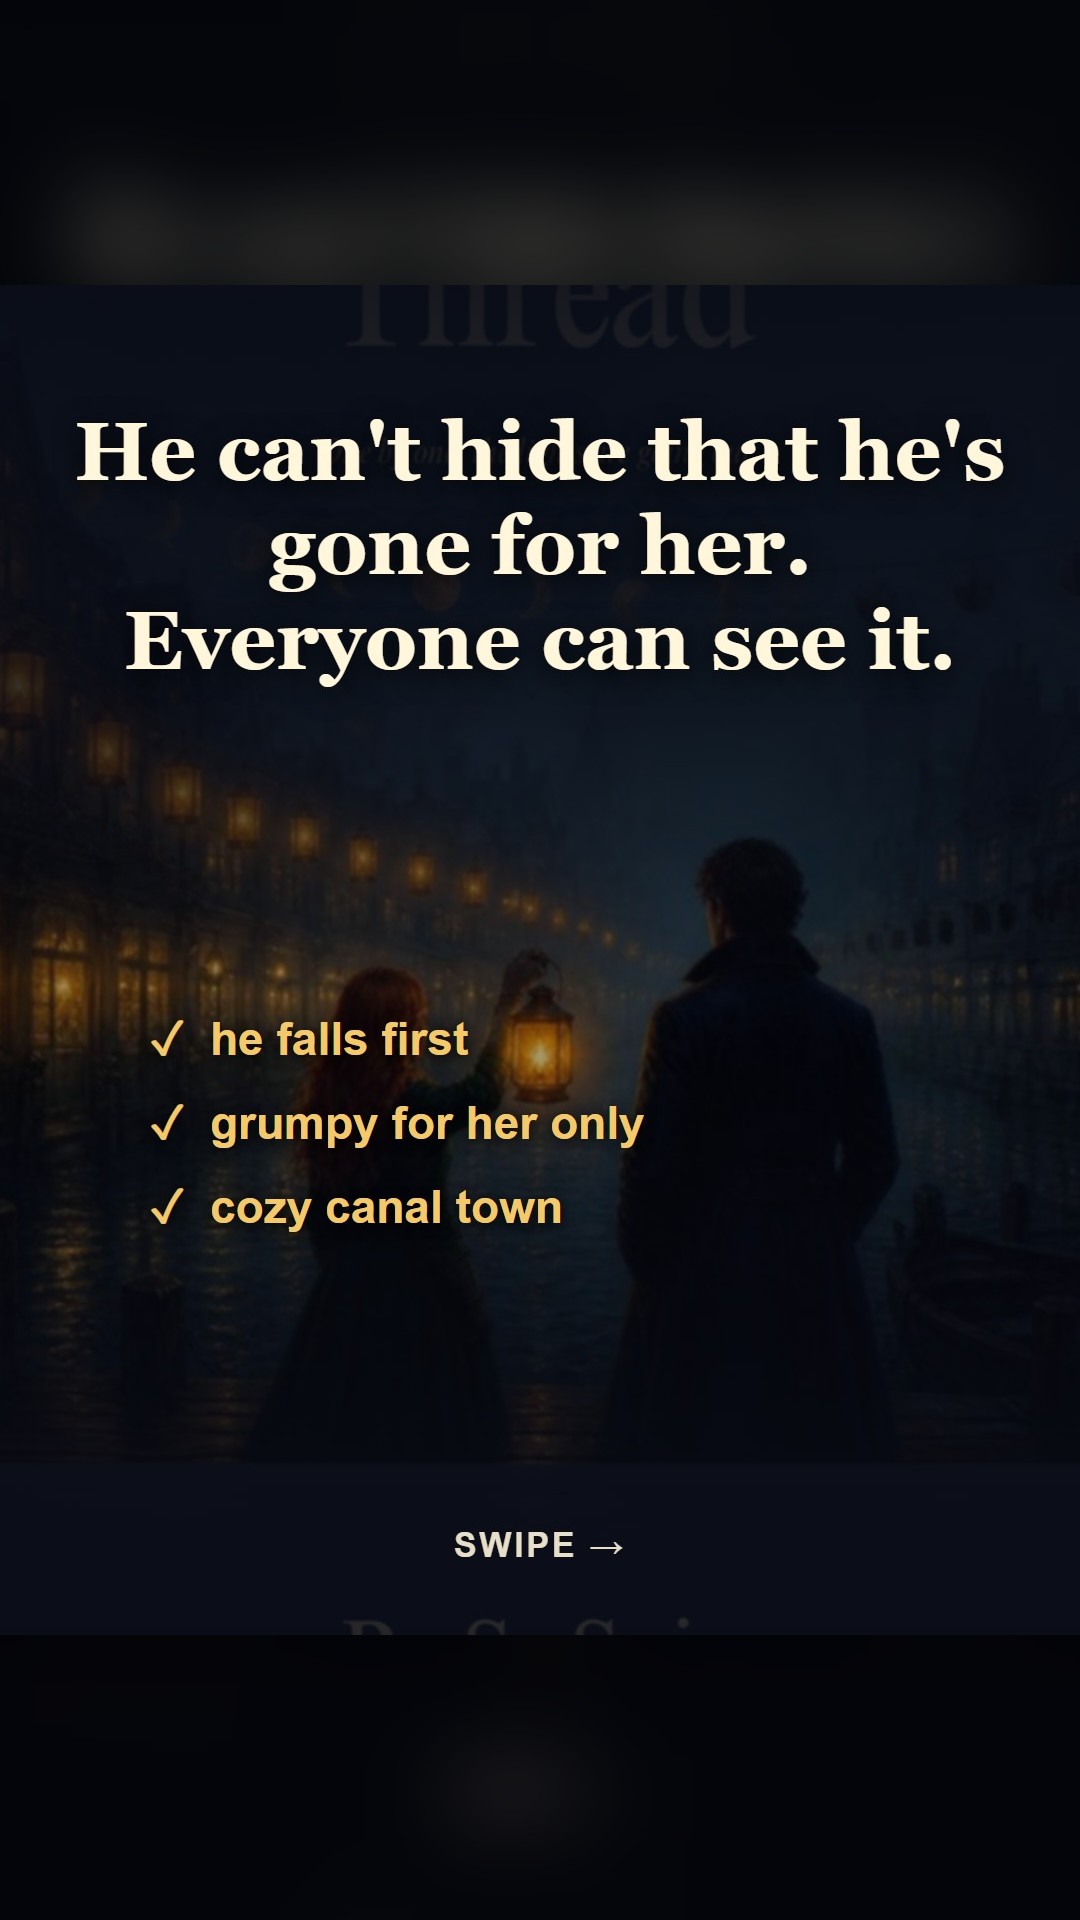 Thread
He can't hide that he's
gone for her.
Everyone can see it.
✓ he falls first
✓ grumpy for her only
✓ cozy canal town
SWIPE →